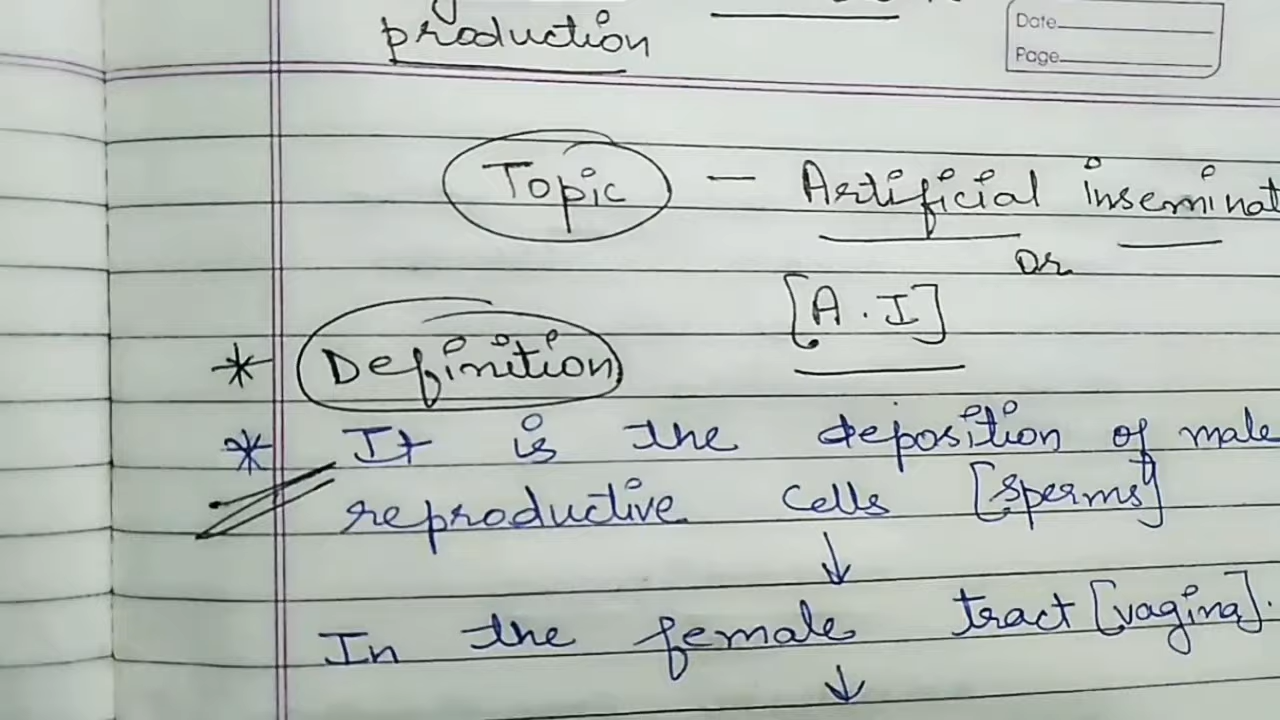 production
Date
Page
Topic — Artificial inseminat
or
[A.I]
* Definition
* It is the deposition of male
reproductive cells [sperms]
↓
In the female tract [vagina].
↓